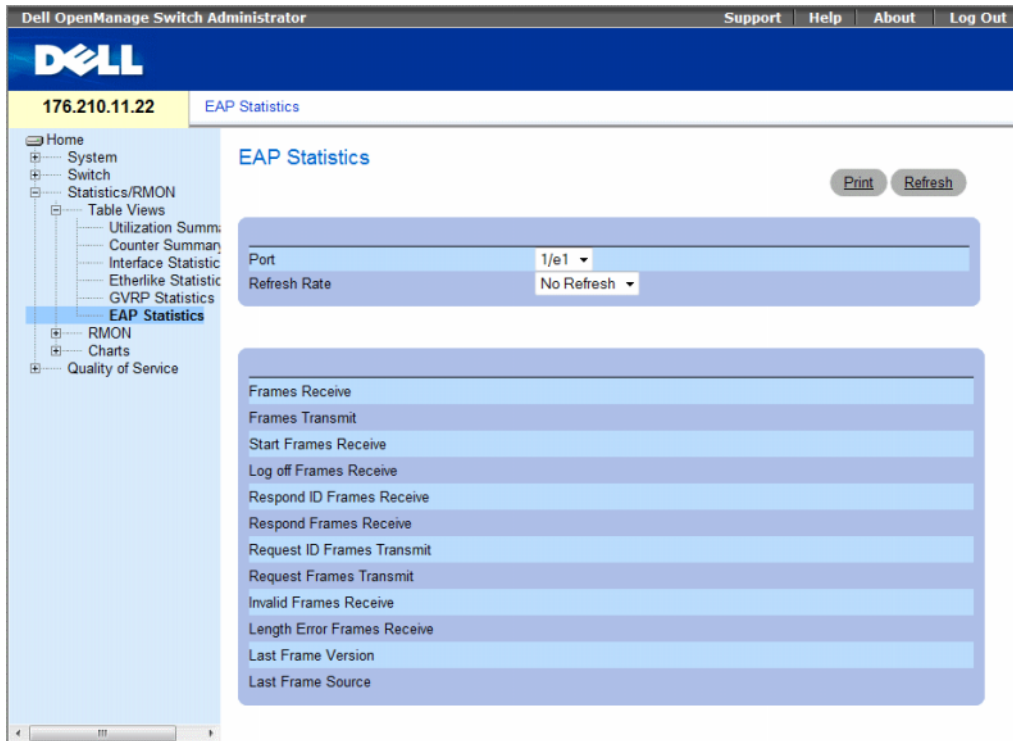 Dell OpenManage Switch Administrator
Support | Help | About | Log Out
DELL
176.210.11.22
EAP Statistics
Home
System
Switch
Statistics/RMON
Table Views
Utilization Summa
Counter Summary
Interface Statistic
Etherlike Statistic
GVRP Statistics
EAP Statistics
RMON
Charts
Quality of Service
EAP Statistics
Print Refresh
Port 1/e1
Refresh Rate No Refresh
Frames Receive
Frames Transmit
Start Frames Receive
Log off Frames Receive
Respond ID Frames Receive
Respond Frames Receive
Request ID Frames Transmit
Request Frames Transmit
Invalid Frames Receive
Length Error Frames Receive
Last Frame Version
Last Frame Source